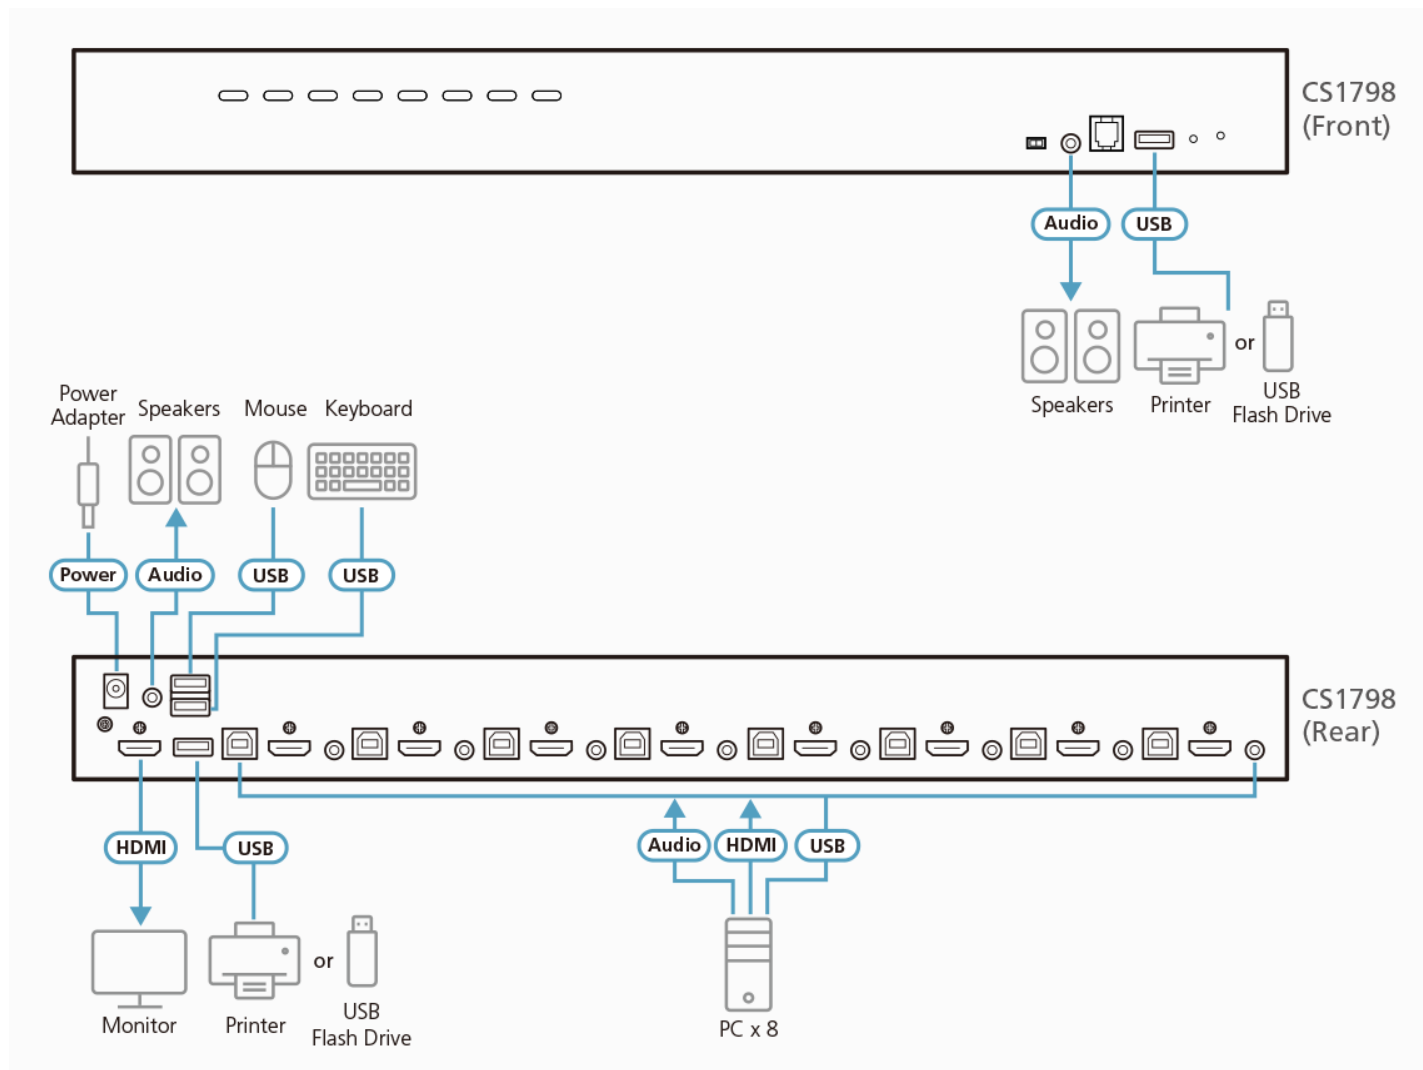 CS1798
(Front)
Audio
USB
or
Speakers
Printer
USB
Flash Drive
Power
Adapter
Speakers
Mouse
Keyboard
Power
Audio
USB
USB
CS1798
(Rear)
HDMI
USB
Audio
HDMI
USB
or
Monitor
Printer
USB
Flash Drive
PC x 8